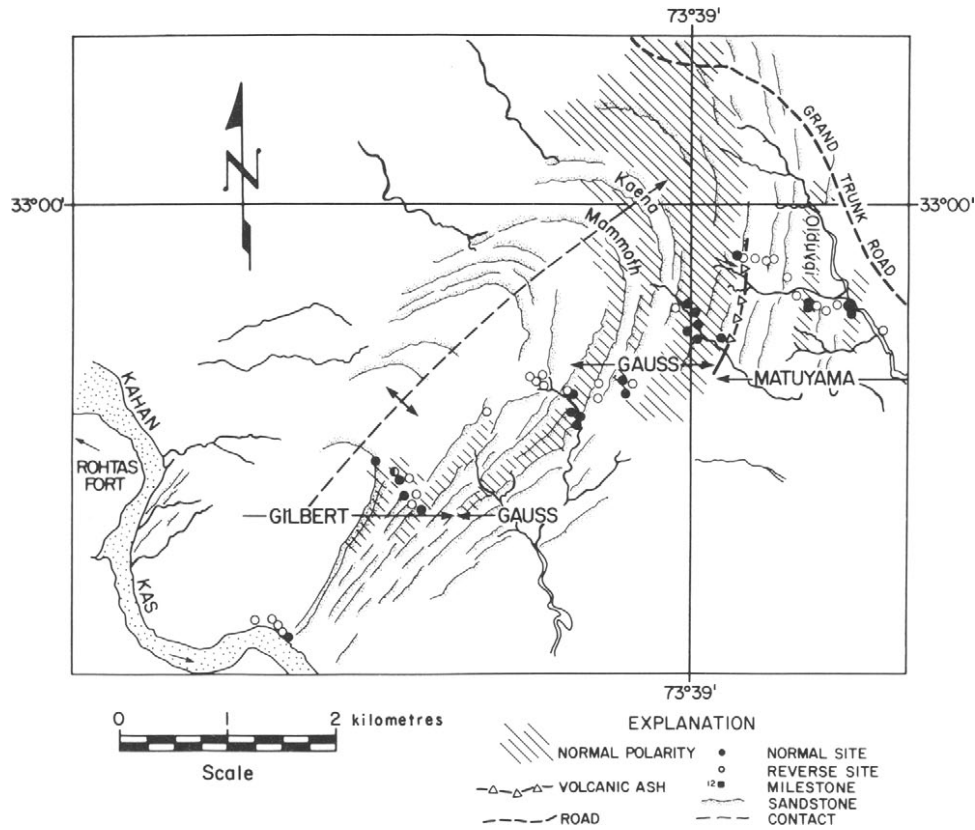 73°39'
N
33°00'
33°00'
GRAND TRUNK ROAD
Kaena
Mammoth
Olduvai
GAUSS
MATUYAMA
KAHAN
ROHTAS
FORT
GILBERT
GAUSS
KAS
73°39'
0 1 2 kilometres
Scale
EXPLANATION
NORMAL POLARITY
NORMAL SITE
REVERSE SITE
VOLCANIC ASH
12 MILESTONE
SANDSTONE
ROAD
CONTACT